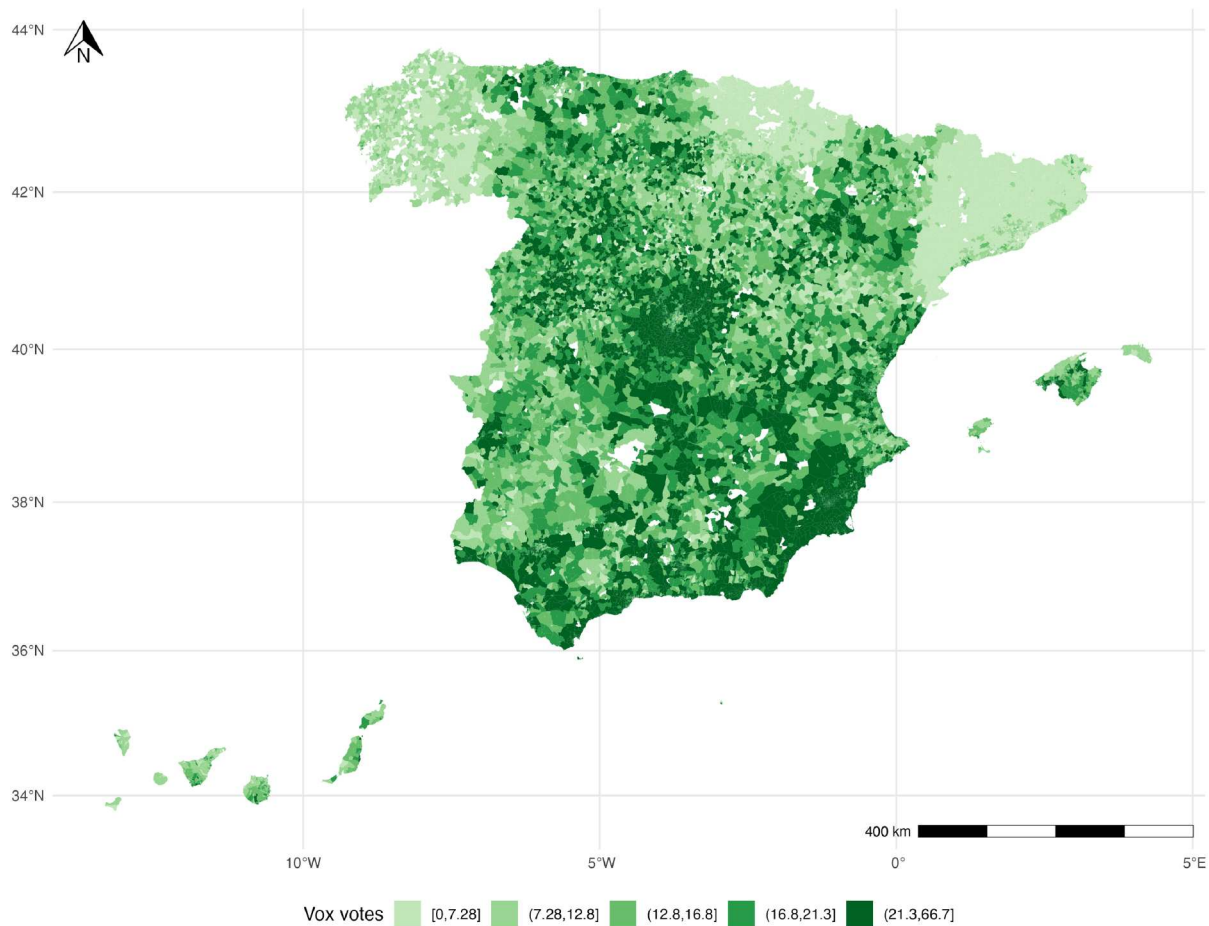 44°N
N
42°N
40°N
38°N
36°N
34°N
400 km
10°W 5°W 0° 5°E
Vox votes [0,7.28] (7.28,12.8] (12.8,16.8] (16.8,21.3] (21.3,66.7]